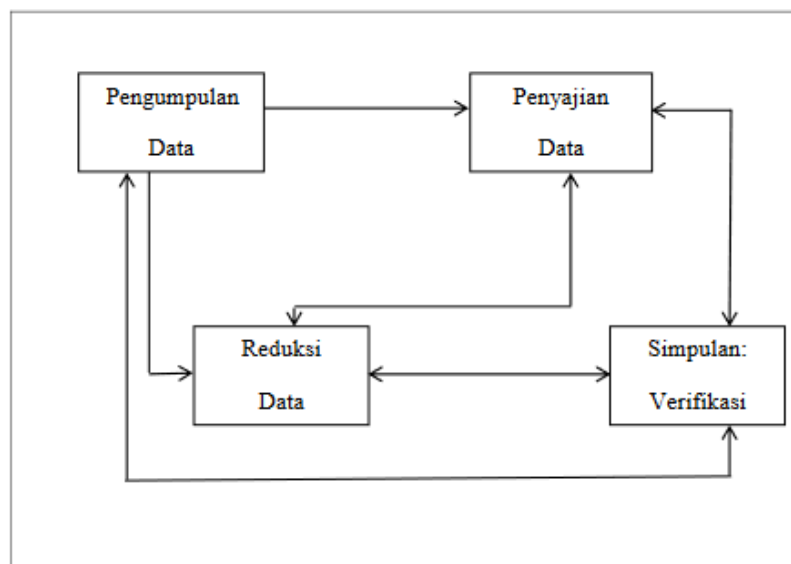 Pengumpulan
Data
Penyajian
Data
Reduksi
Data
Simpulan:
Verifikasi